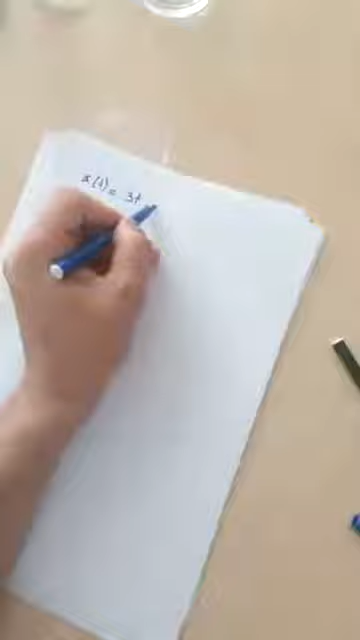 x(t) = 3t